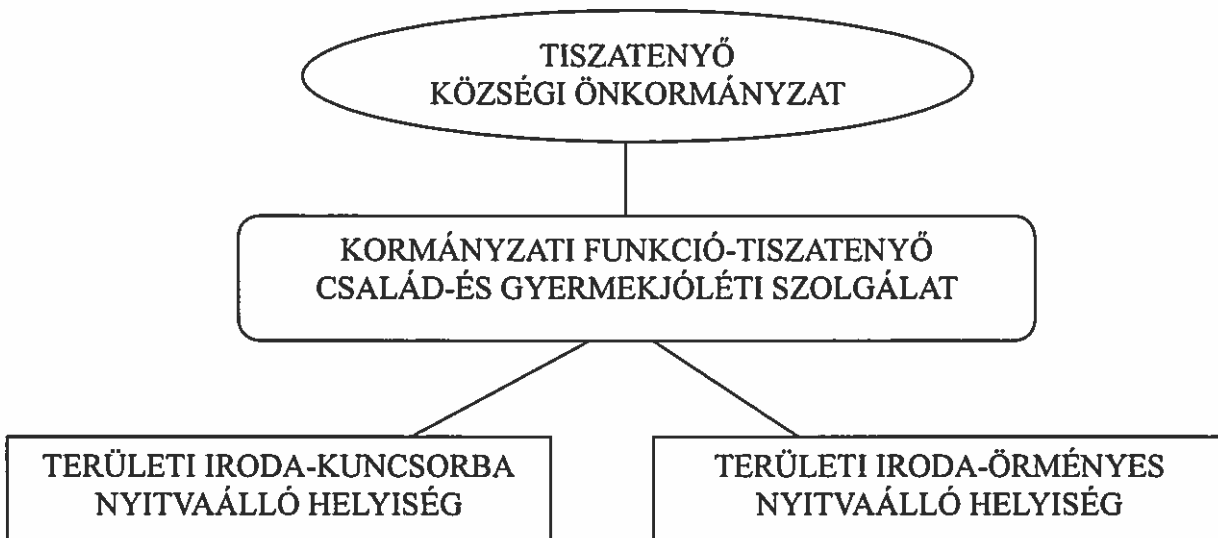 TISZATENYŐ
KÖZSÉGI ÖNKORMÁNYZAT
KORMÁNYZATI FUNKCIÓ-TISZATENYŐ
CSALÁD-ÉS GYERMEKJÓLÉTI SZOLGÁLAT
TERÜLETI IRODA-KUNCSORBA
NYITVAÁLLÓ HELYISÉG
TERÜLETI IRODA-ÖRMÉNYES
NYITVAÁLLÓ HELYISÉG